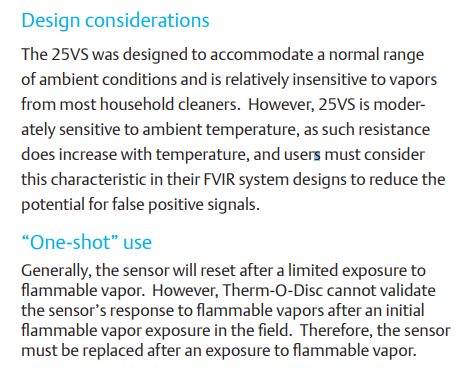 Design considerations
The 25VS was designed to accommodate a normal range
of ambient conditions and is relatively insensitive to vapors
from most household cleaners.  However, 25VS is moder-
ately sensitive to ambient temperature, as such resistance
does increase with temperature, and users must consider
this characteristic in their FVIR system designs to reduce the
potential for false positive signals.
“One-shot” use
Generally, the sensor will reset after a limited exposure to
flammable vapor.  However, Therm-O-Disc cannot validate
the sensor’s response to flammable vapors after an initial
flammable vapor exposure in the field.  Therefore, the sensor
must be replaced after an exposure to flammable vapor.